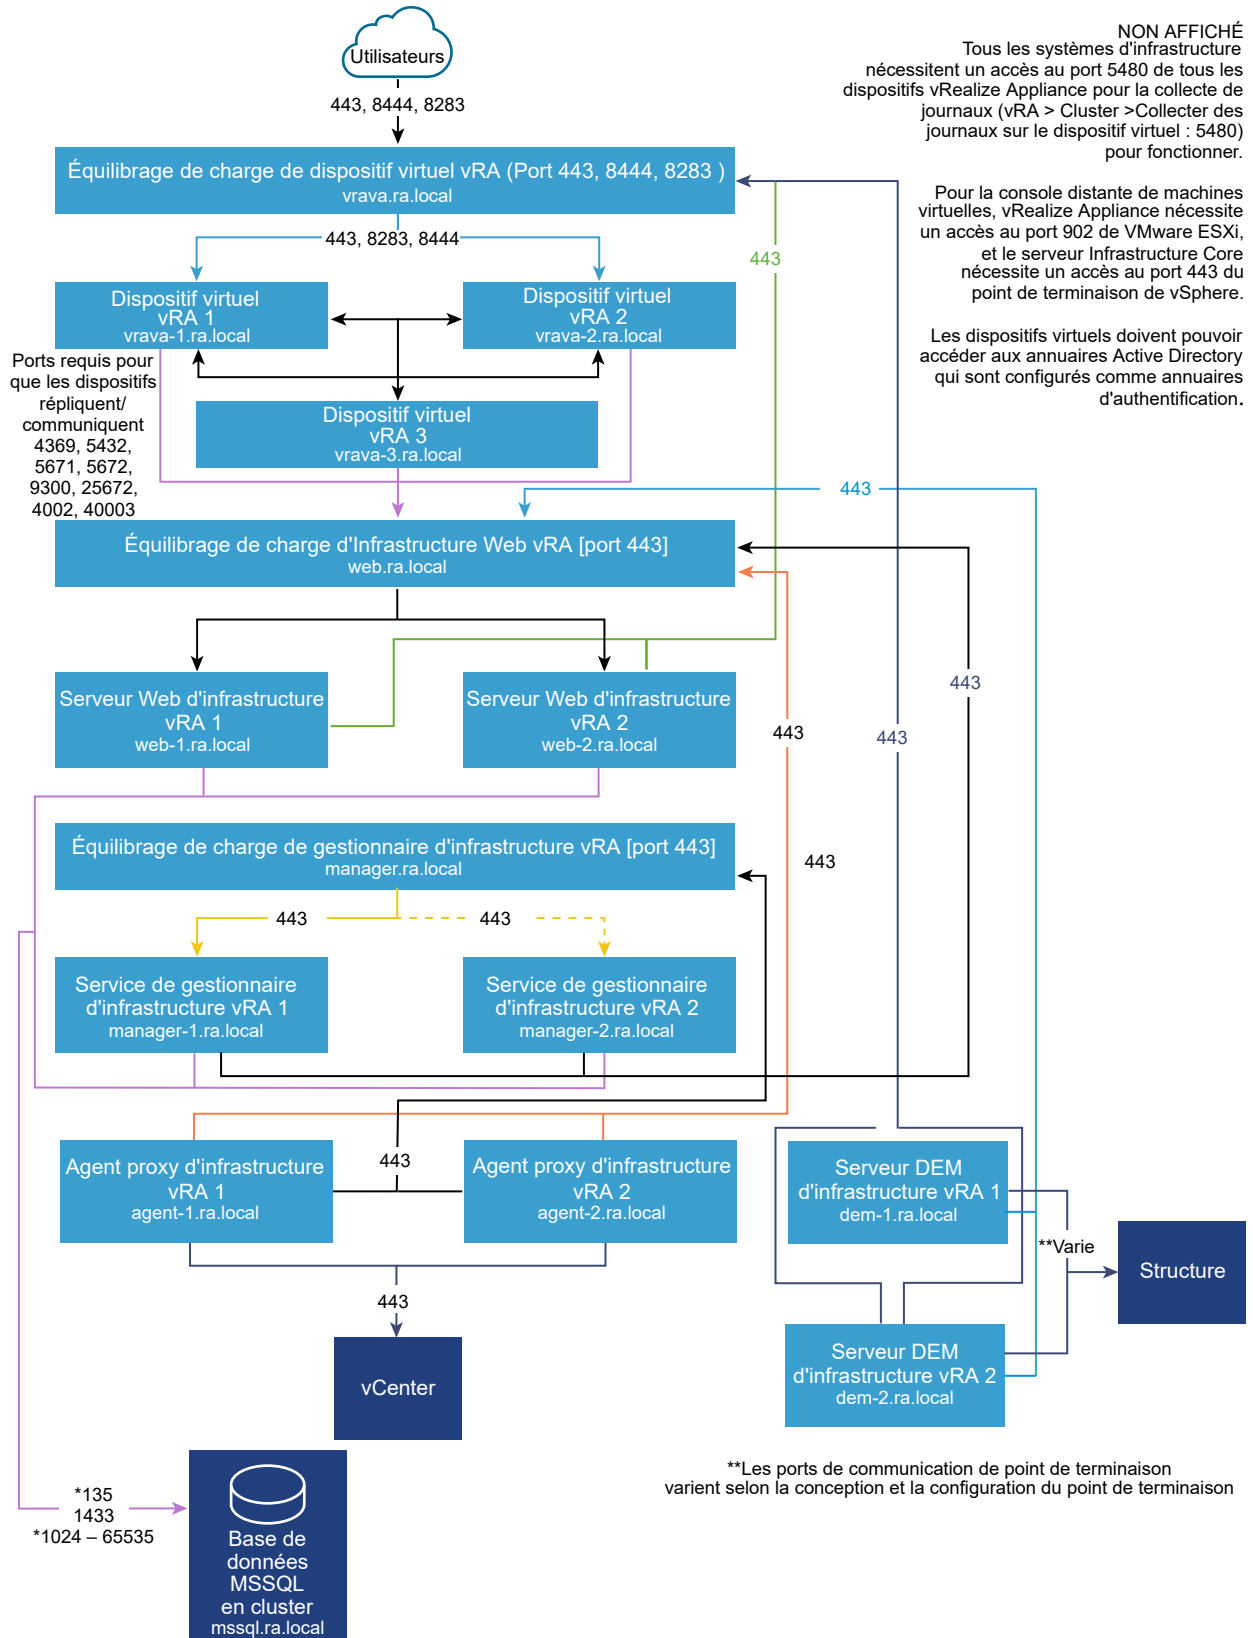 Utilisateurs
443, 8444, 8283
NON AFFICHÉ
Tous les systèmes d'infrastructure
nécessitent un accès au port 5480 de tous les
dispositifs vRealize Appliance pour la collecte de
journaux (vRA > Cluster >Collecter des
journaux sur le dispositif virtuel : 5480)
pour fonctionner.
Pour la console distante de machines
virtuelles, vRealize Appliance nécessite
un accès au port 902 de VMware ESXi,
et le serveur Infrastructure Core
nécessite un accès au port 443 du
point de terminaison de vSphere.
Les dispositifs virtuels doivent pouvoir
accéder aux annuaires Active Directory
qui sont configurés comme annuaires
d'authentification.
Équilibrage de charge de dispositif virtuel vRA (Port 443, 8444, 8283 )
vrava.ra.local
443, 8283, 8444
443
Dispositif virtuel
vRA 1
vrava-1.ra.local
Dispositif virtuel
vRA 2
vrava-2.ra.local
Ports requis pour
que les dispositifs
répliquent/
communiquent
4369, 5432,
5671, 5672,
9300, 25672,
4002, 40003
Dispositif virtuel
vRA 3
vrava-3.ra.local
443
Équilibrage de charge d'Infrastructure Web vRA [port 443]
web.ra.local
Serveur Web d'infrastructure
vRA 1
web-1.ra.local
Serveur Web d'infrastructure
vRA 2
web-2.ra.local
443
443
443
Équilibrage de charge de gestionnaire d'infrastructure vRA [port 443]
manager.ra.local
443
443
443
Service de gestionnaire
d'infrastructure vRA 1
manager-1.ra.local
Service de gestionnaire
d'infrastructure vRA 2
manager-2.ra.local
Agent proxy d'infrastructure
vRA 1
agent-1.ra.local
443
Agent proxy d'infrastructure
vRA 2
agent-2.ra.local
Serveur DEM
d'infrastructure vRA 1
dem-1.ra.local
**Varie
Structure
443
vCenter
Serveur DEM
d'infrastructure vRA 2
dem-2.ra.local
**Les ports de communication de point de terminaison
varient selon la conception et la configuration du point de terminaison
*135
1433
*1024 – 65535
Base de
données
MSSQL
en cluster
mssql.ra.local